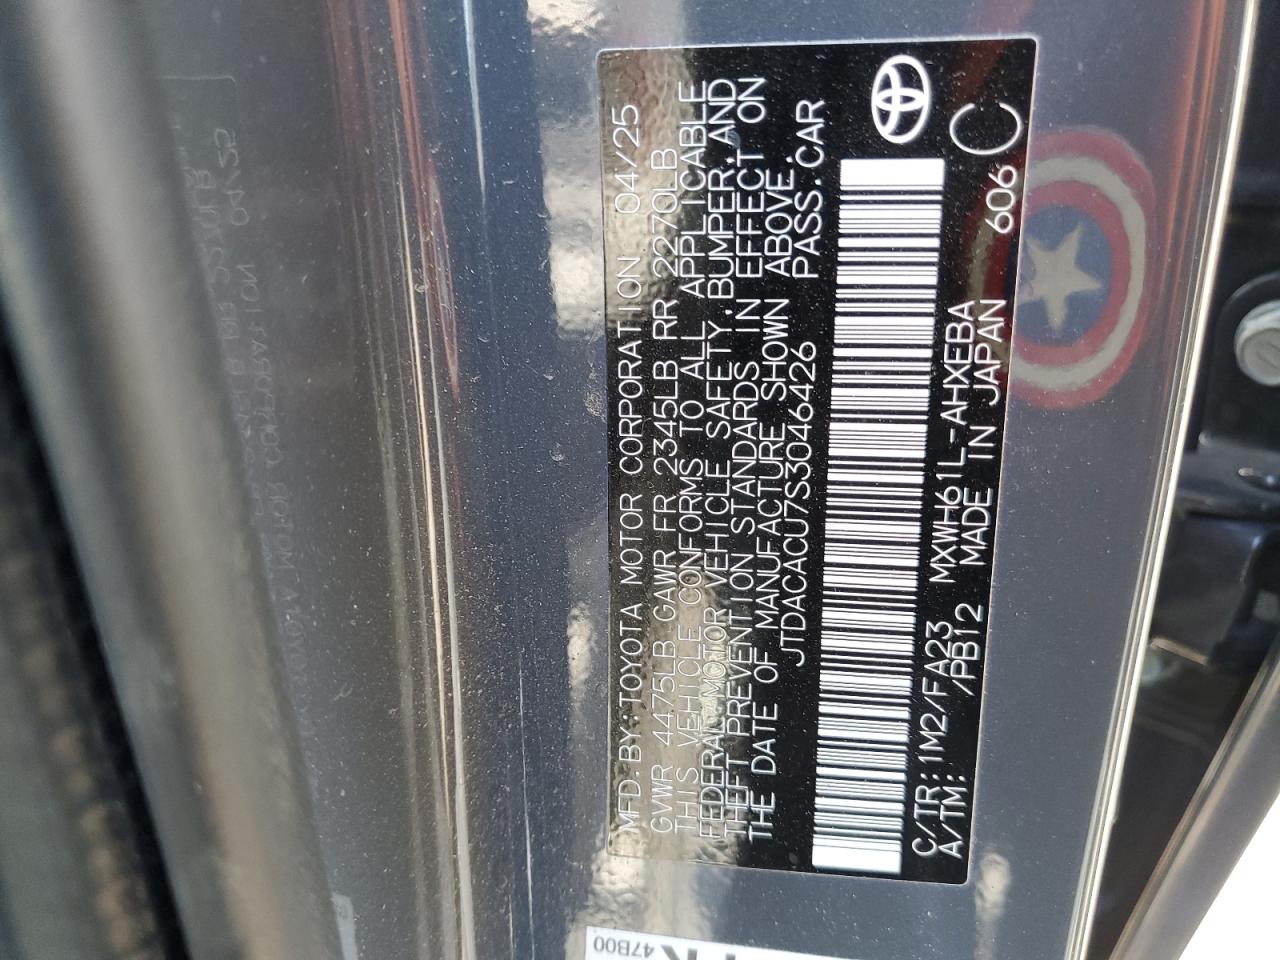 MFD. BY: TOYOTA MOTOR CORPORATION 04/25
GVWR 4475LB GAWR FR 2345LB RR 2270LB
THIS VEHICLE CONFORMS TO ALL APPLICABLE
FEDERAL MOTOR VEHICLE SAFETY, BUMPER, AND
THEFT PREVENTION STANDARDS IN EFFECT ON
THE DATE OF MANUFACTURE SHOWN ABOVE.
JTDACACU7S3046426 PASS. CAR
C/TR: 1M2/FA23 MXWH61L-AHXEBA 606 C
A/TM: /PB12 MADE IN JAPAN
47B00